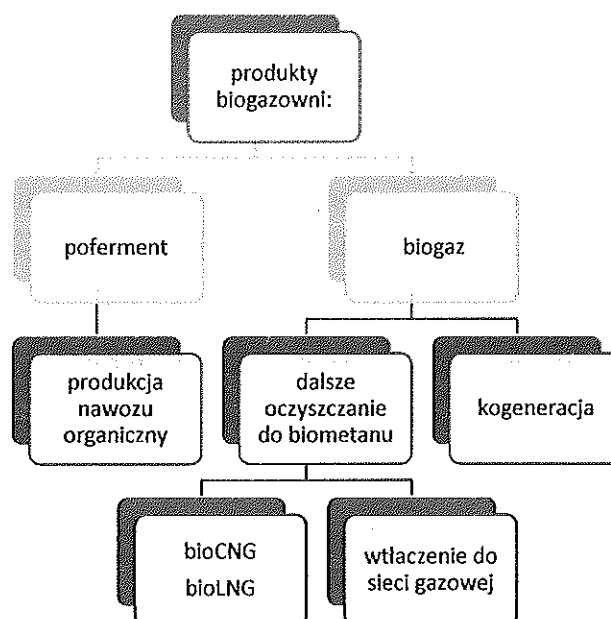 produkty
biogazowni:
poferment
biogaz
produkcja
nawozu
organiczny
dalsze
oczyszczanie
do biometanu
kogeneracja
bioCNG
bioLNG
wtłaczenie do
sieci gazowej